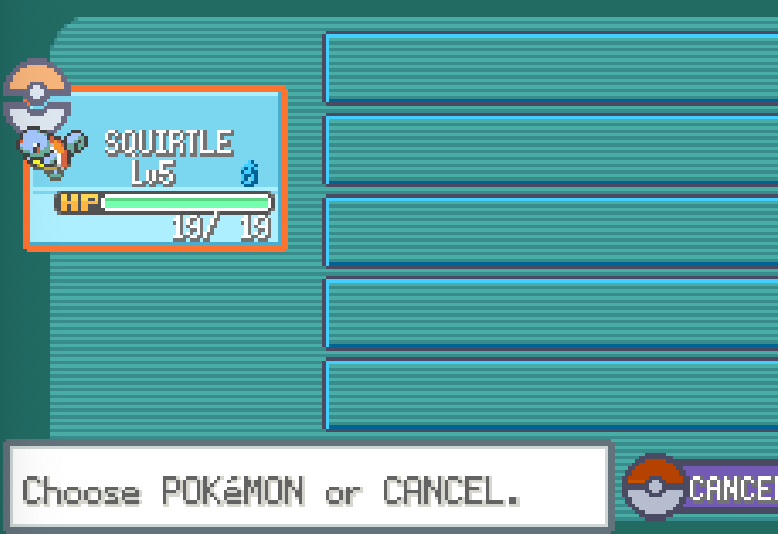 SQUIRTLE
Lv5
HP
19/ 19
Choose POKéMON or CANCEL.
CANCEL